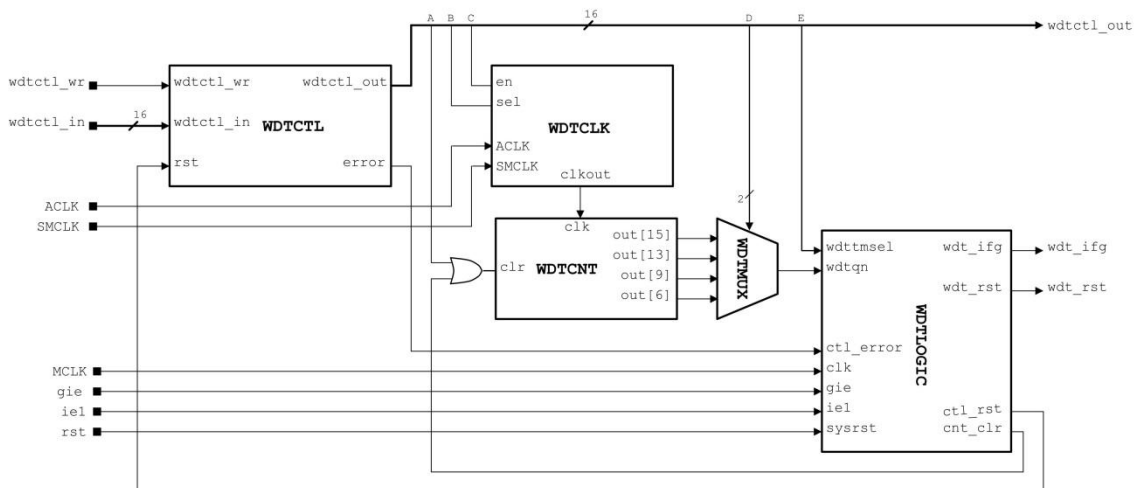 A B C 16 D E
wdtctl_out
wdtctl_wr
wdtctl_wr wdtctl_out
en
sel
wdtctl_in 16
wdtctl_in
WDTCTL
WDTCLK
rst error
ACLK
SMCLK
clkout
ACLK
SMCLK
2
clk
out[15]
out[13]
out[9]
out[6]
clr
WDTCNT
WDTMUX
wdttmsel wdt_ifg
wdt_ifg
wdtqn
wdt_rst
wdt_rst
WDTLOGIC
ctl_error
MCLK
clk
gie
gie
ie1
ie1
ctl_rst
rst
sysrst cnt_clr